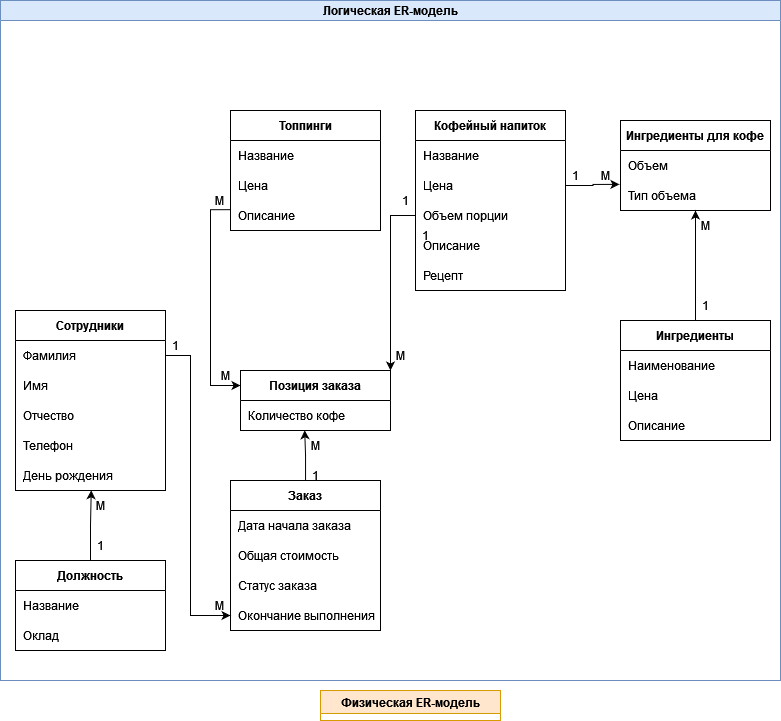 Логическая ER-модель
Топпинги
Название
Цена
Описание
М
Кофейный напиток
Название
Цена
Объем порции
Описание
Рецепт
1
1
1
М
Ингредиенты для кофе
Объем
Тип объема
М
1
Ингредиенты
Наименование
Цена
Описание
Сотрудники
Фамилия
Имя
Отчество
Телефон
День рождения
1
М
М
Позиция заказа
Количество кофе
М
1
Заказ
Дата начала заказа
Общая стоимость
Статус заказа
Окончание выполнения
М
М
1
Должность
Название
Оклад
Физическая ER-модель